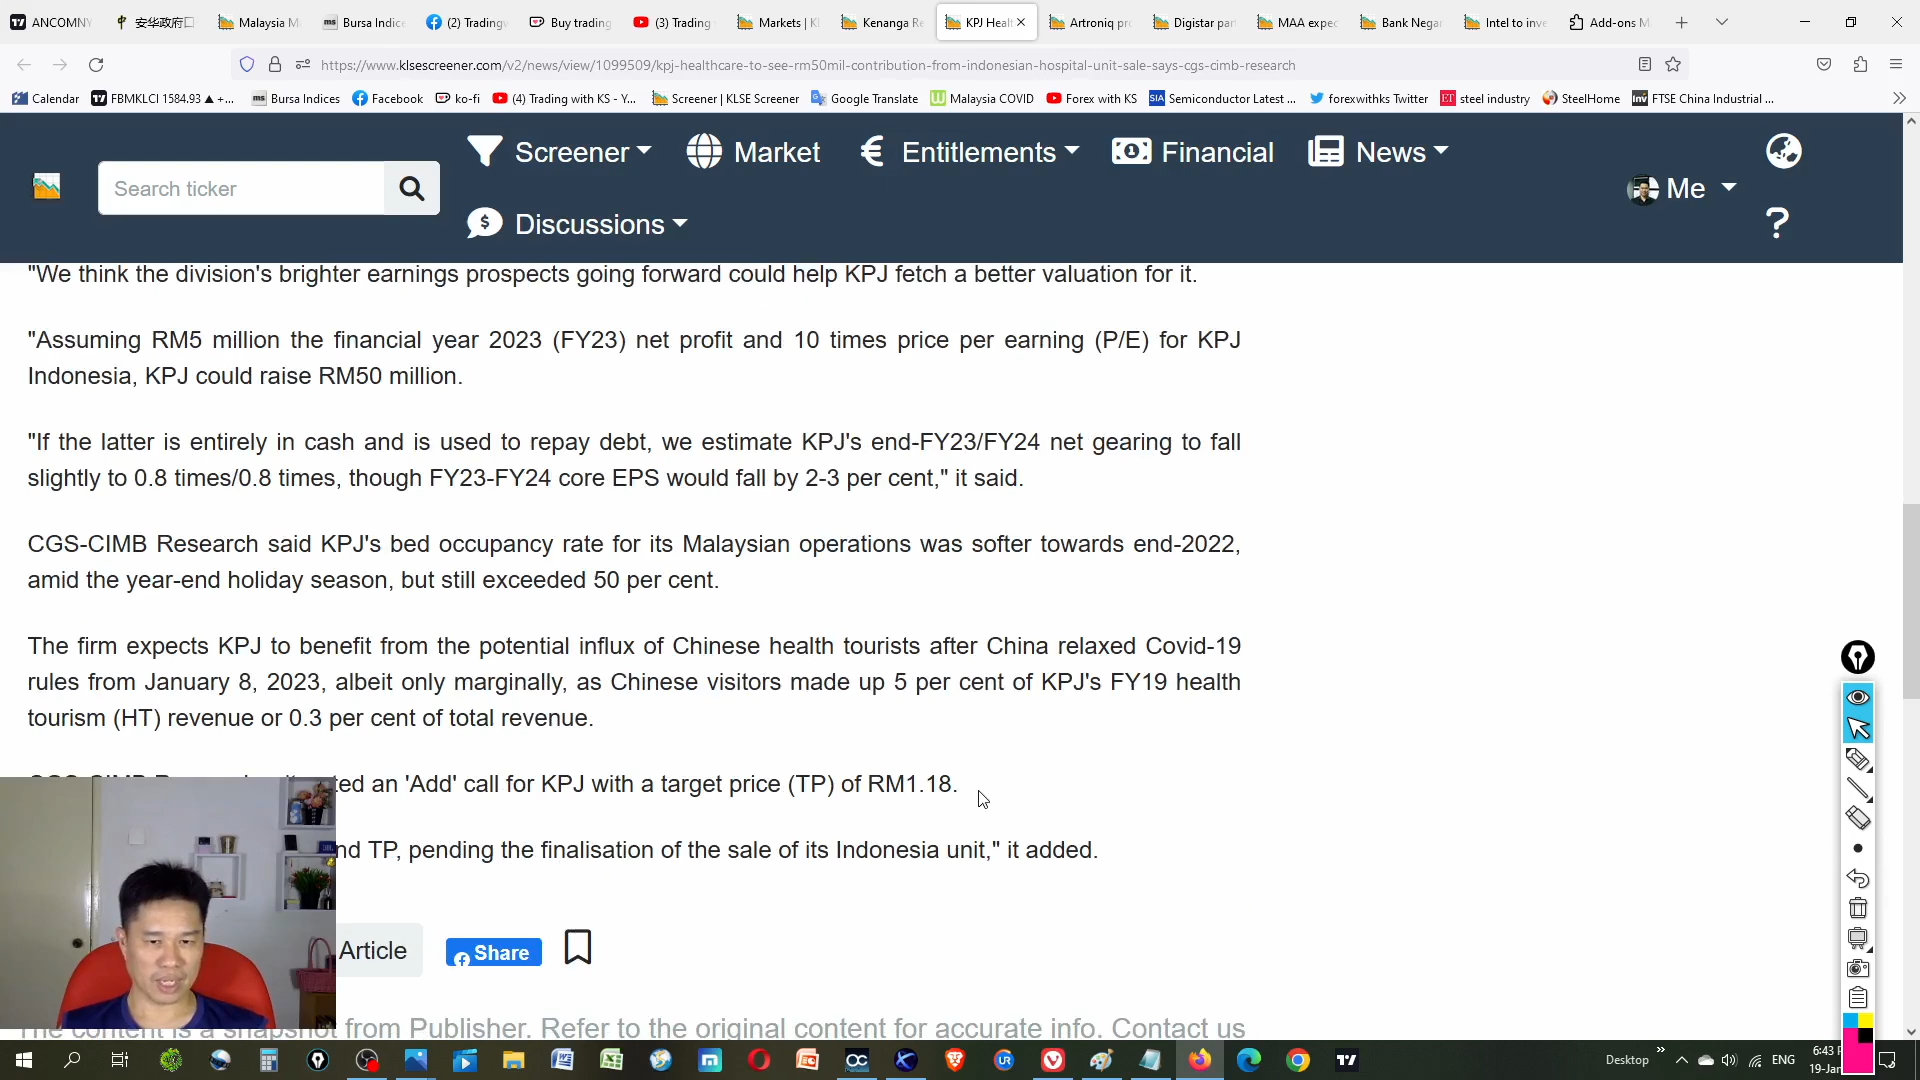 ANCOMNY
安华政府
Malaysia M
Bursa Indice
(2) Tradingv
Buy trading
(3) Trading
Markets | KL
Kenanga Re
KPJ Healt
Artroniq pr
Digistar par
MAA expec
Bank Negar
Intel to inve
Add-ons M
https://www.klsescreener.com/v2/news/view/1099509/kpj-healthcare-to-see-rm50mil-contribution-from-indonesian-hospital-unit-sale-says-cgs-cimb-research
Calendar
FBMKLCI 1584.93 ▲ +...
Bursa Indices
Facebook
ko-fi
(4) Trading with KS - Y...
Screener | KLSE Screener
Google Translate
Malaysia COVID
Forex with KS
SIA Semiconductor Latest ...
forexwithks Twitter
ET steel industry
SteelHome
Inv FTSE China Industrial ...
Screener
Market
Entitlements
Financial
News
Search ticker
Me
Discussions
"We think the division's brighter earnings prospects going forward could help KPJ fetch a better valuation for it.
"Assuming RM5 million the financial year 2023 (FY23) net profit and 10 times price per earning (P/E) for KPJ
Indonesia, KPJ could raise RM50 million.
"If the latter is entirely in cash and is used to repay debt, we estimate KPJ's end-FY23/FY24 net gearing to fall
slightly to 0.8 times/0.8 times, though FY23-FY24 core EPS would fall by 2-3 per cent," it said.
CGS-CIMB Research said KPJ's bed occupancy rate for its Malaysian operations was softer towards end-2022,
amid the year-end holiday season, but still exceeded 50 per cent.
The firm expects KPJ to benefit from the potential influx of Chinese health tourists after China relaxed Covid-19
rules from January 8, 2023, albeit only marginally, as Chinese visitors made up 5 per cent of KPJ's FY19 health
tourism (HT) revenue or 0.3 per cent of total revenue.
ted an 'Add' call for KPJ with a target price (TP) of RM1.18.
nd TP, pending the finalisation of the sale of its Indonesia unit," it added.
Article
Share
The content is a snapshot from Publisher. Refer to the original content for accurate info. Contact us
Desktop
ENG
6:43
19-Jan